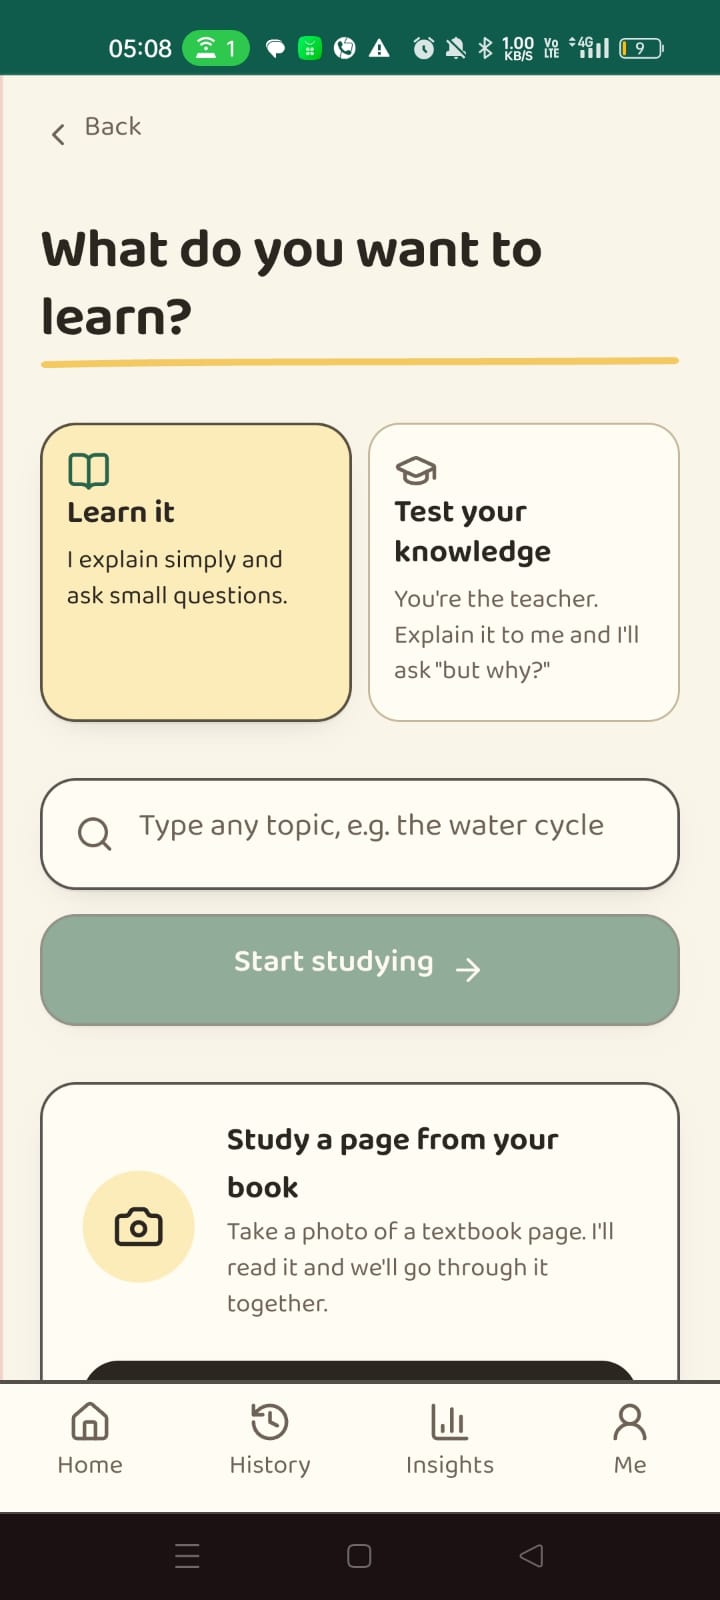 05:08 1 1.00 KB/S Vo LTE 4G 9
Back
What do you want to
learn?
Learn it
I explain simply and
ask small questions.
Test your
knowledge
You're the teacher.
Explain it to me and I'll
ask "but why?"
Type any topic, e.g. the water cycle
Start studying
Study a page from your
book
Take a photo of a textbook page. I'll
read it and we'll go through it
together.
Home History Insights Me